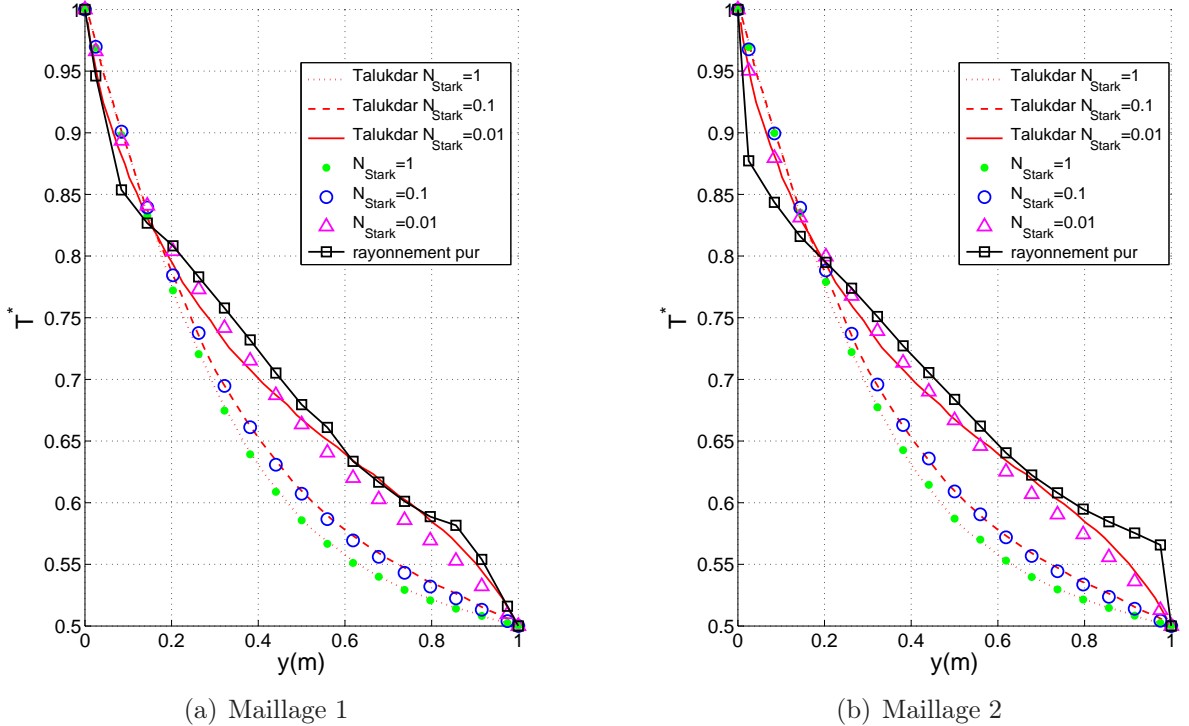 1
0.95
0.9
0.85
0.8
0.75
0.7
0.65
0.6
0.55
0.5
T*
0 0.2 0.4 0.6 0.8 1
y(m)
Talukdar N_Stark=1
Talukdar N_Stark=0.1
Talukdar N_Stark=0.01
N_Stark=1
N_Stark=0.1
N_Stark=0.01
rayonnement pur
(a) Maillage 1
1
0.95
0.9
0.85
0.8
0.75
0.7
0.65
0.6
0.55
0.5
T*
0 0.2 0.4 0.6 0.8 1
y(m)
Talukdar N_Stark=1
Talukdar N_Stark=0.1
Talukdar N_Stark=0.01
N_Stark=1
N_Stark=0.1
N_Stark=0.01
rayonnement pur
(b) Maillage 2